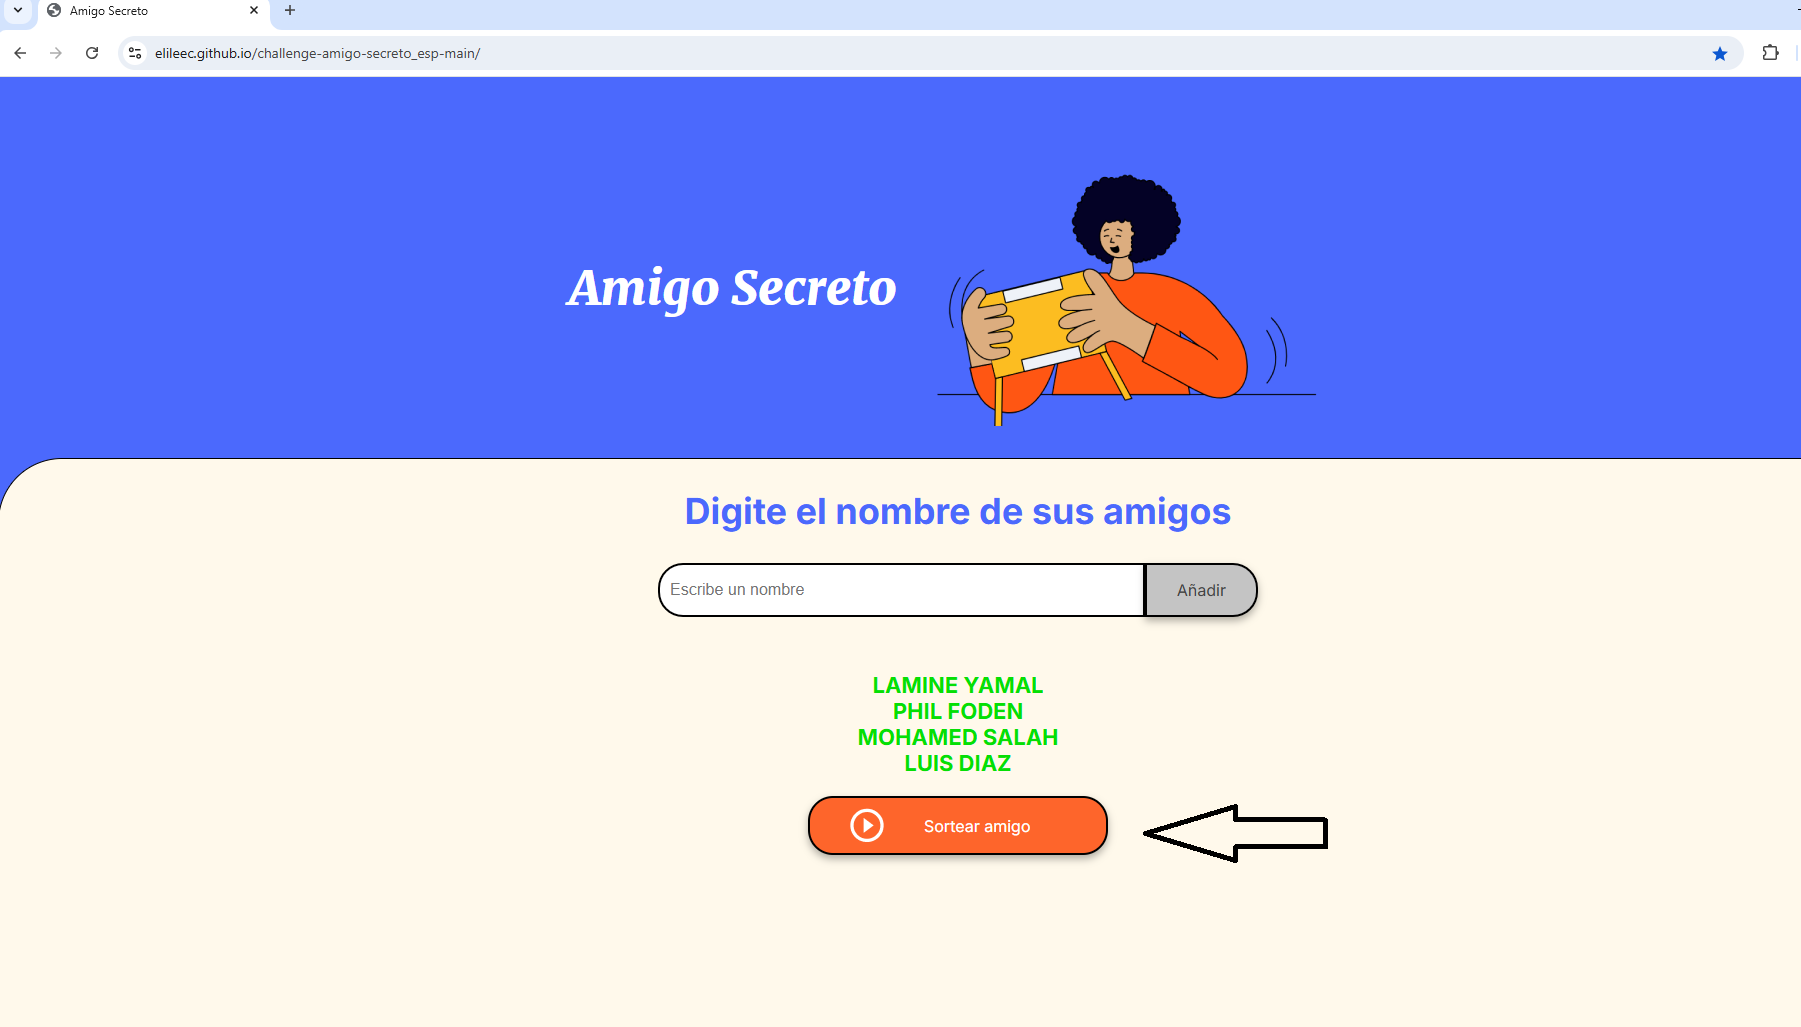 Amigo Secreto
elileec.github.io/challenge-amigo-secreto_esp-main/
Amigo Secreto
Digite el nombre de sus amigos
Escribe un nombre
Añadir
LAMINE YAMAL
PHIL FODEN
MOHAMED SALAH
LUIS DIAZ
Sortear amigo